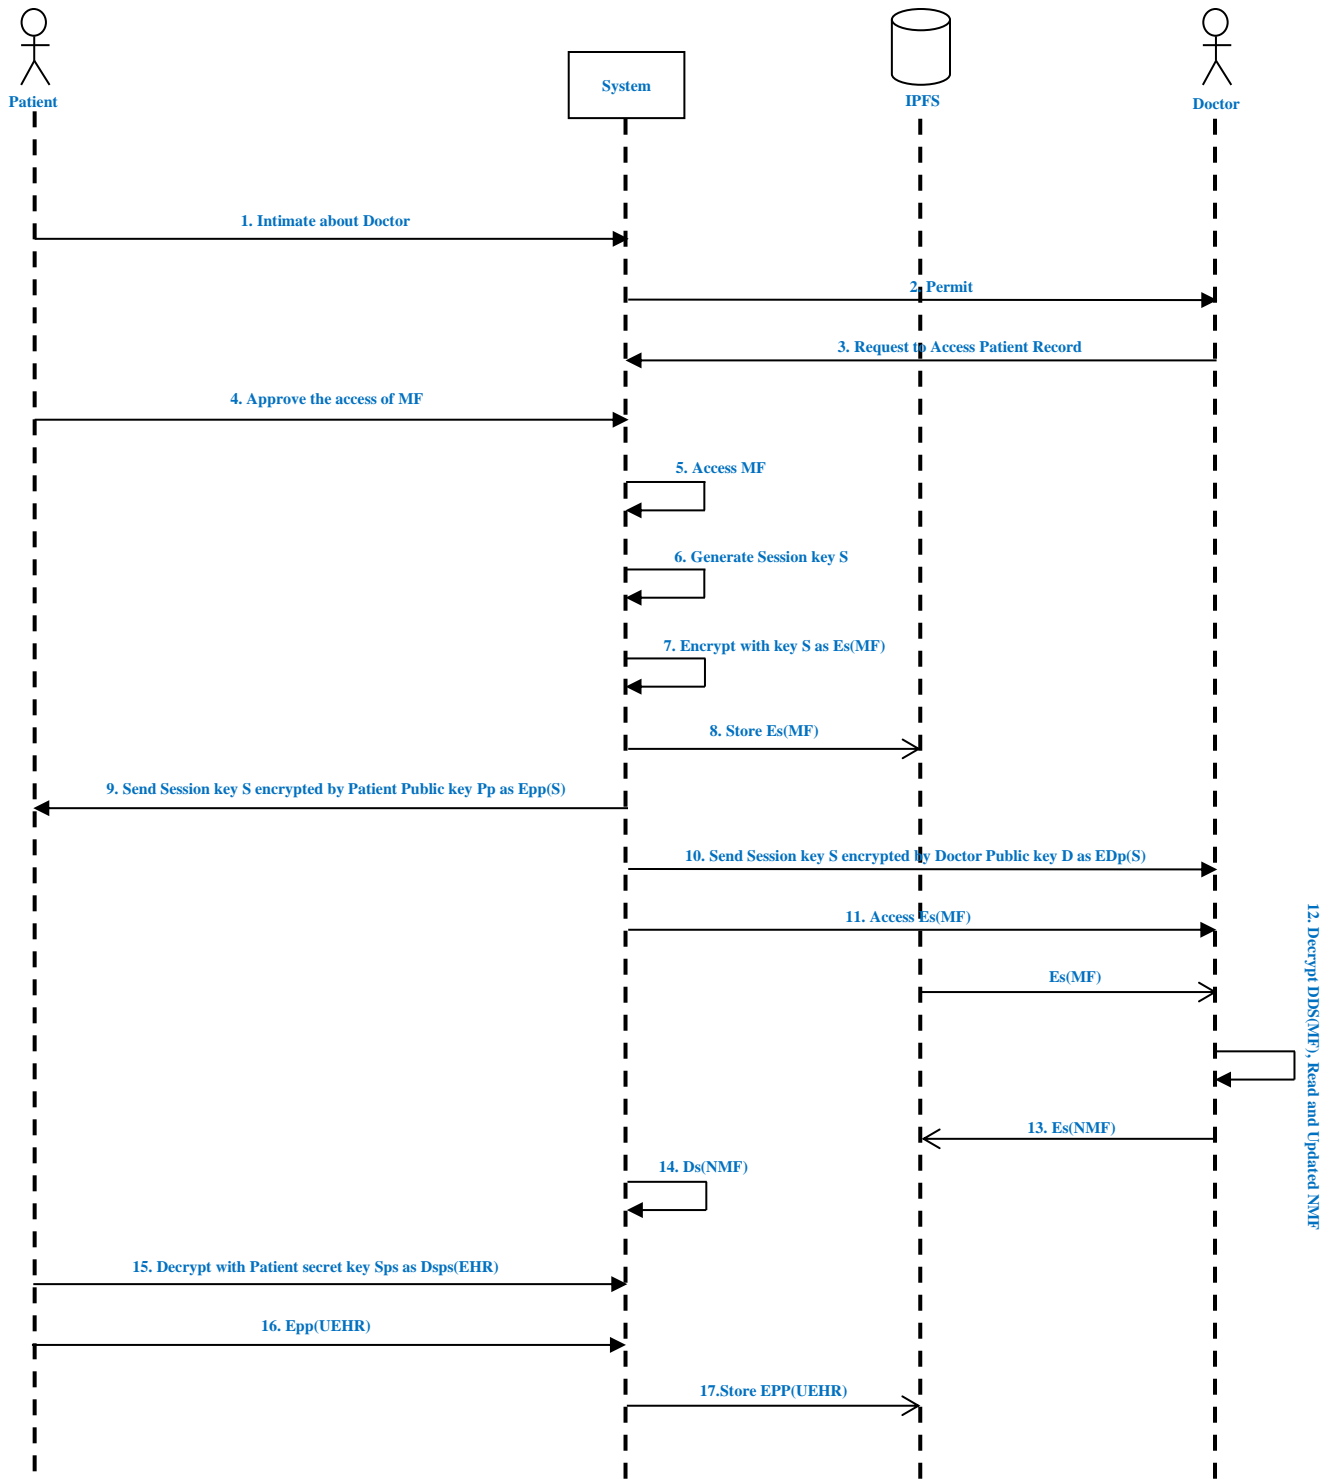 Patient
System
IPFS
Doctor
1. Intimate about Doctor
2. Permit
3. Request to Access Patient Record
4. Approve the access of MF
5. Access MF
6. Generate Session key S
7. Encrypt with key S as Es(MF)
8. Store Es(MF)
9. Send Session key S encrypted by Patient Public key Pp as Epp(S)
10. Send Session key S encrypted by Doctor Public key D as EDp(S)
11. Access Es(MF)
Es(MF)
12. Decrypt DDS(MF), Read and Updated NMF
13. Es(NMF)
14. Ds(NMF)
15. Decrypt with Patient secret key Sps as Dsps(EHR)
16. Epp(UEHR)
17.Store EPP(UEHR)